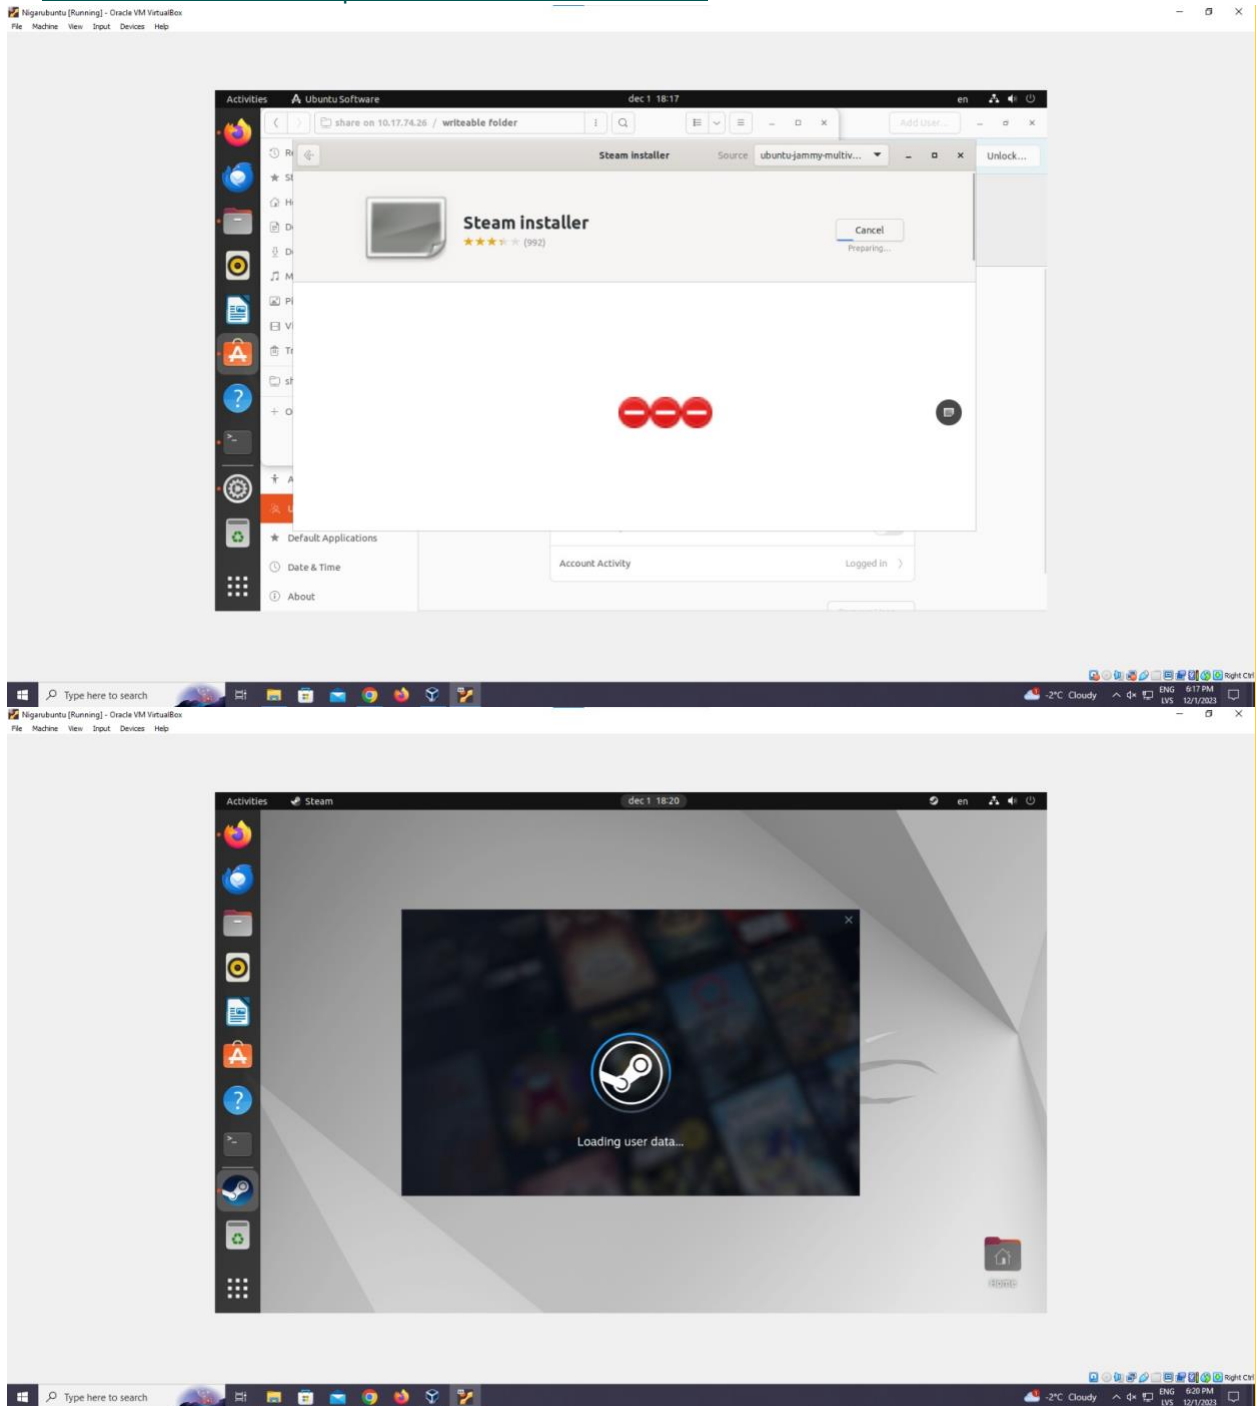 Nigarubuntu [Running] - Oracle VM VirtualBox
File Machine View Input Devices Help
Activities Ubuntu Software dec 1 18:17 en
share on 10.17.74.26 / writeable folder Add User...
Steam installer Source ubuntu-jammy-multiv... Unlock...
Steam installer
(992)
Cancel
Preparing...
Default Applications
Account Activity Logged in
Date & Time
About
Right Ctrl
Type here to search -2°C Cloudy ENG 6:17 PM
LVS 12/1/2023
Nigarubuntu [Running] - Oracle VM VirtualBox
File Machine View Input Devices Help
Activities Steam dec 1 18:20 en
Loading user data...
Home
Right Ctrl
Type here to search -2°C Cloudy ENG 6:20 PM
LVS 12/1/2023